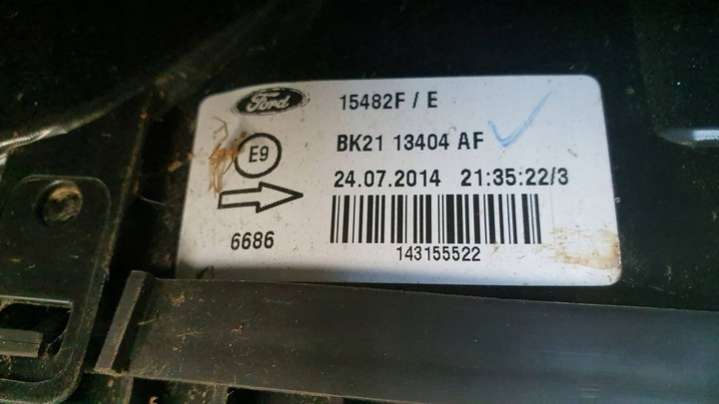 Ford
15482F / E
E9
BK21 13404 AF
24.07.2014 21:35:22/3
6686
143155522